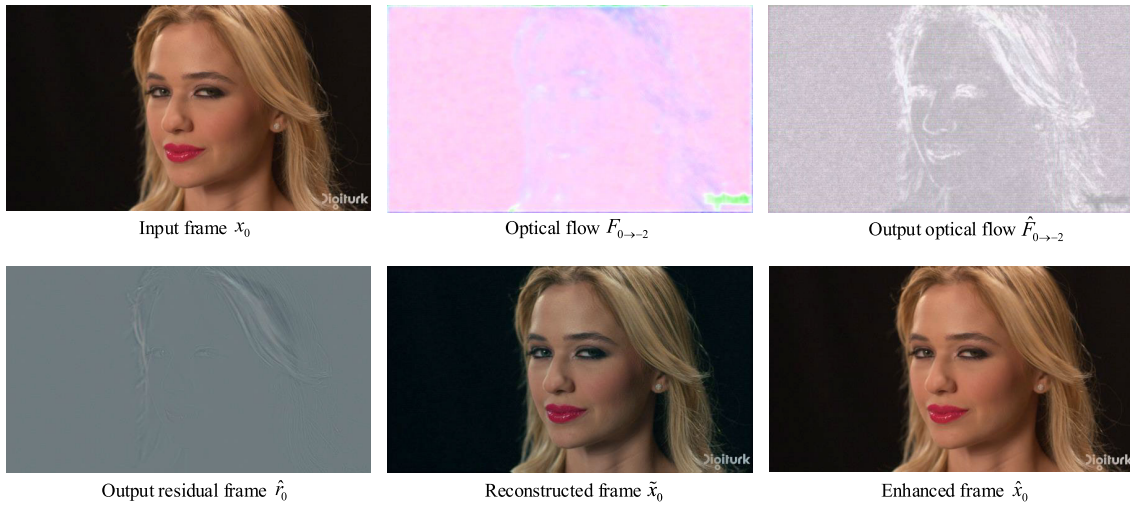 Digiturk
Input frame x₀
Optical flow F₀→₋₂
Output optical flow F̂₀→₋₂
Digiturk
Digiturk
Output residual frame r̂₀
Reconstructed frame x̃₀
Enhanced frame x̂₀